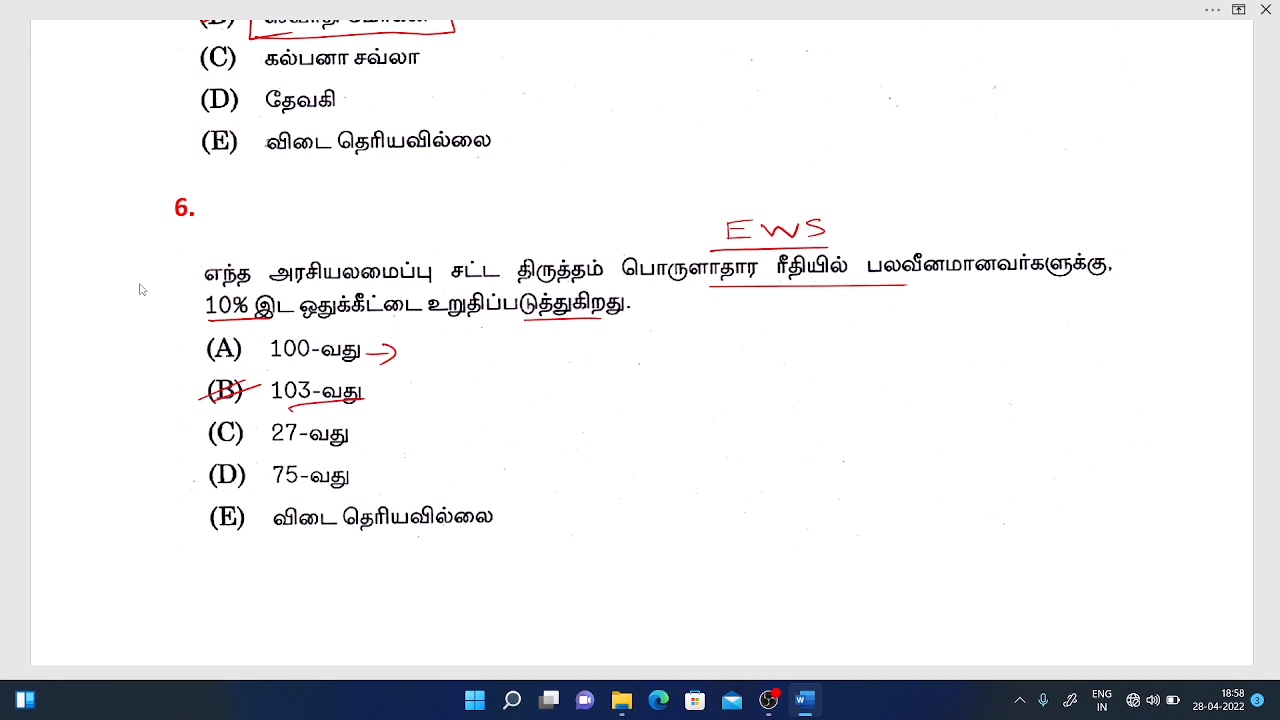 (C) கல்பனா சவ்லா
(D) தேவகி
(E) விடை தெரியவில்லை
6.
EWS
எந்த அரசியலமைப்பு சட்ட திருத்தம் பொருளாதார ரீதியில் பலவீனமானவர்களுக்கு,
10% இட ஒதுக்கீட்டை உறுதிப்படுத்துகிறது.
(A) 100-வது
(B) 103-வது
(C) 27-வது
(D) 75-வது
(E) விடை தெரியவில்லை
ENG
IN
18:58
28-04-2022
3